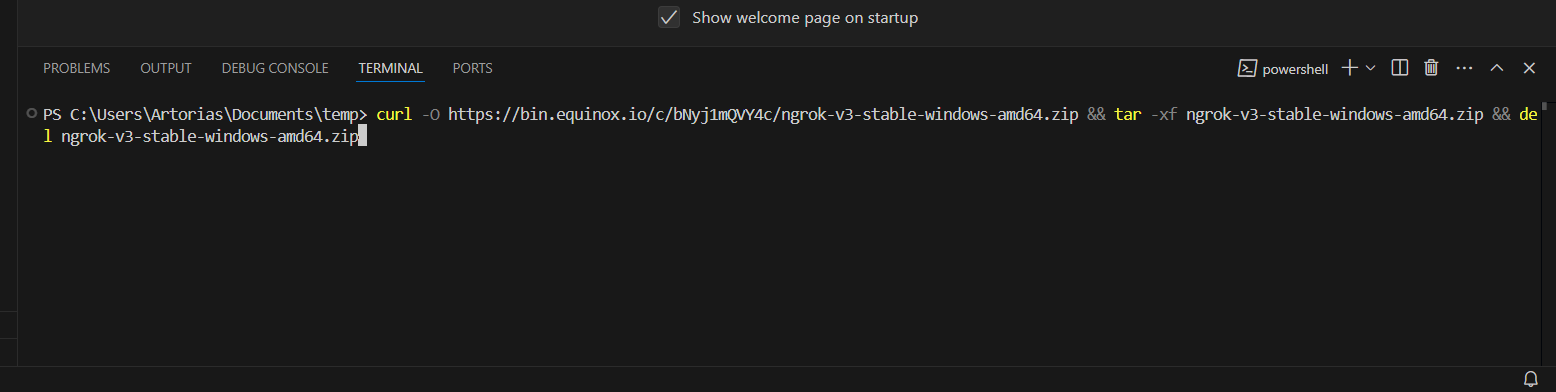 Show welcome page on startup
PROBLEMS OUTPUT DEBUG CONSOLE TERMINAL PORTS powershell
PS C:\Users\Artorias\Documents\temp> curl -O https://bin.equinox.io/c/bNyj1mQVY4c/ngrok-v3-stable-windows-amd64.zip && tar -xf ngrok-v3-stable-windows-amd64.zip && de
l ngrok-v3-stable-windows-amd64.zip